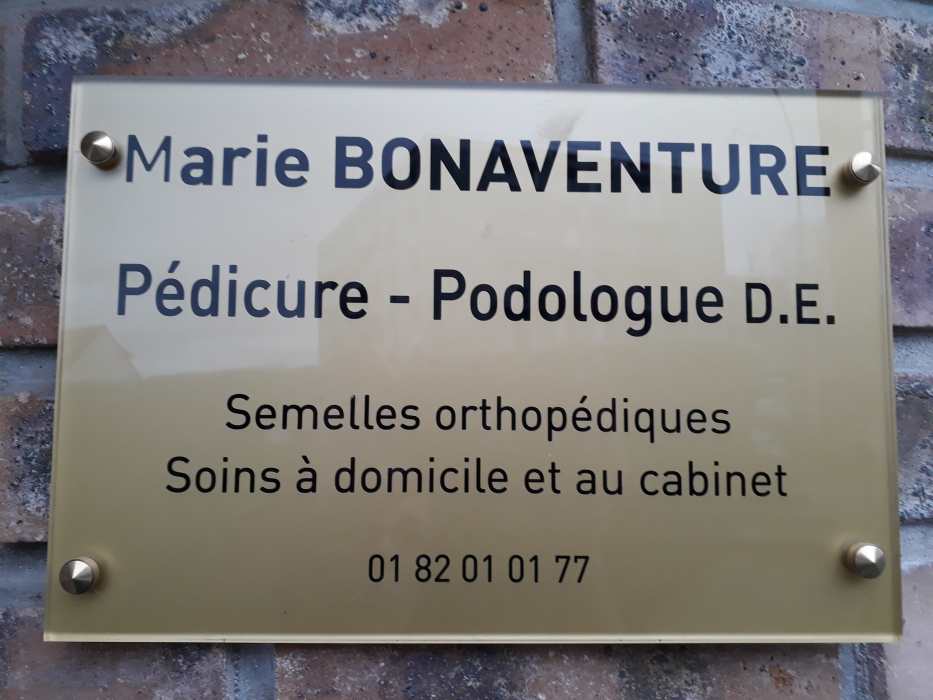 Marie BONAVENTURE
Pédicure - Podologue D.E.
Semelles orthopédiques
Soins à domicile et au cabinet
01 82 01 01 77